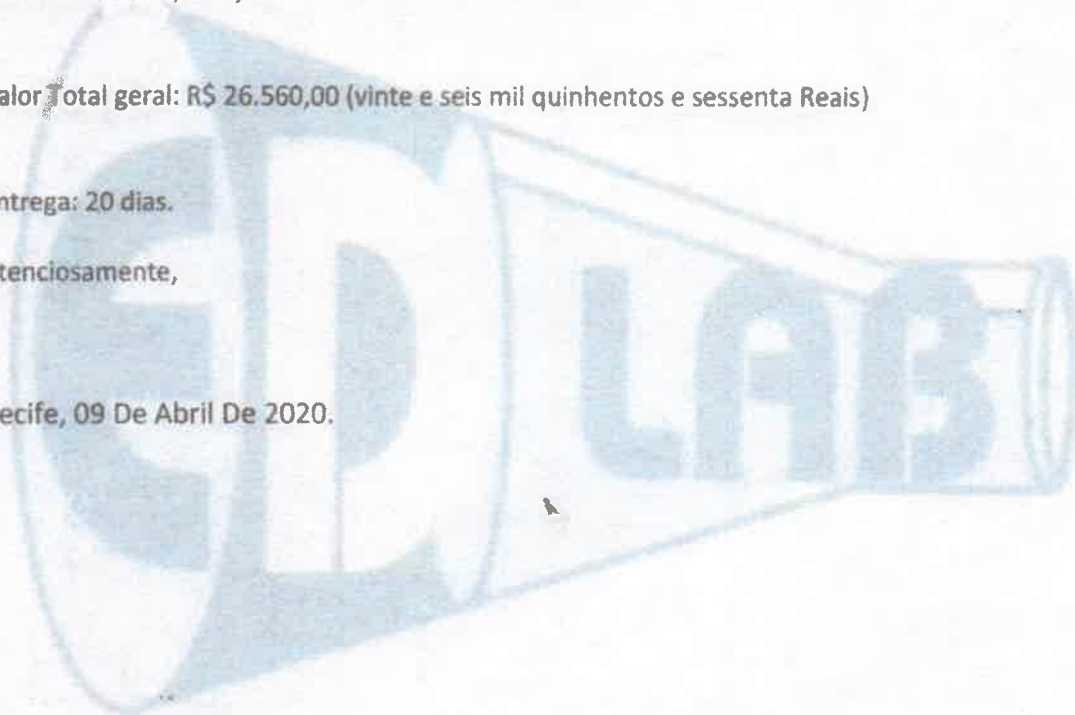 alor Total geral: R$ 26.560,00 (vinte e seis mil quinhentos e sessenta Reais)
ntrega: 20 dias.
tenciosamente,
ecife, 09 De Abril De 2020.
ED LAB